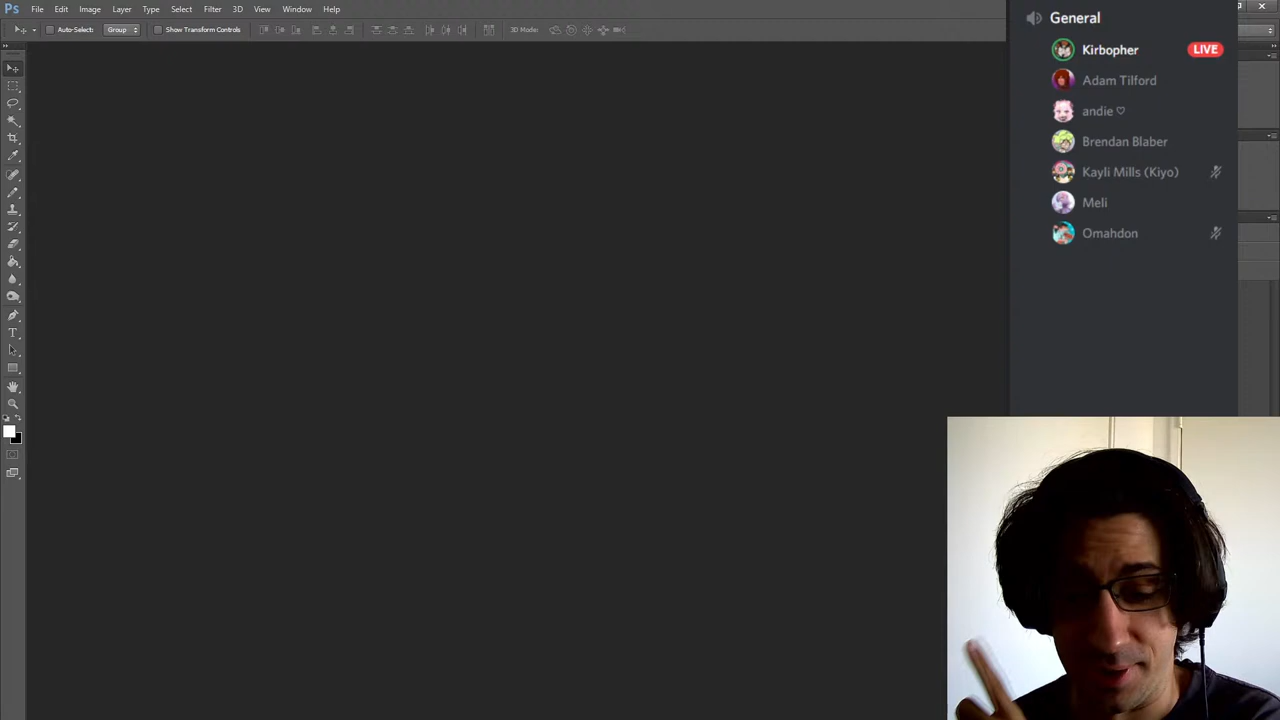 Ps File Edit Image Layer Type Select Filter 3D View Window Help
Auto-Select: Group Show Transform Controls 3D Mode:
T
General
Kirbopher LIVE
Adam Tilford
andie ♡
Brendan Blaber
Kayli Mills (Kiyo)
Meli
Omahdon